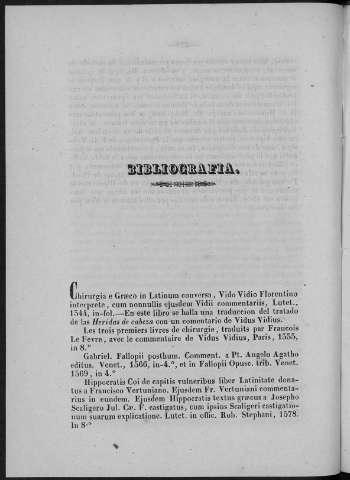 BIBLIOGRAFIA.
Chirurgia e Græco in Latinum conversa, Vido Vidio Florentino
interprete, cum nonnullis ejusdem Vidii commentariis, Lutet.,
1544, in-fol.—En este libro se halla una traduccion del tratado
de las Heridas de cabeza con un comentario de Vidus Vidius.
Les trois premiers livres de chirurgie, traduits par Francois
Le Fevre, avec le commentaire de Vidus Vidius, Paris, 1555,
in 8.º
Gabriel. Fallopii posthum. Comment. a Pt. Angelo Agatho
editus. Venet., 1566, in-4.º, et in Fallopii Opusc. trib. Venet.
1569, in 4.º
Hippocratis Coi de capitis vulneribus liber Latinitate dona-
tus a Francisco Vertuniano. Ejusdem Fr. Vertuniani commenta-
rius in eundem. Ejusdem Hippocratis textus græcus a Josepho
Scaligero Jul. Cæ. F. castigatus, cum ipsius Scaligeri castigatio-
num suarum explicatione. Lutet. in offic. Rob. Stephani, 1578.
In 8.º